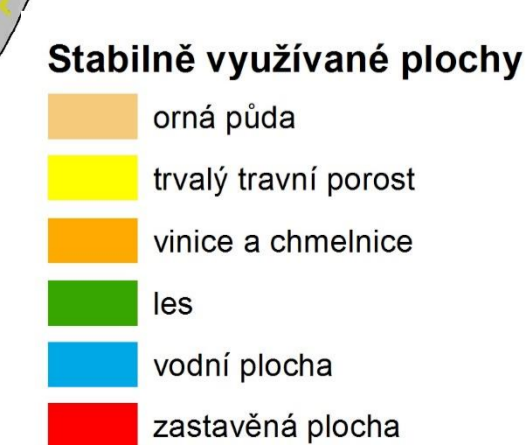 Stabilně využívané plochy
orná půda
trvalý travní porost
vinice a chmelnice
les
vodní plocha
zastavěná plocha